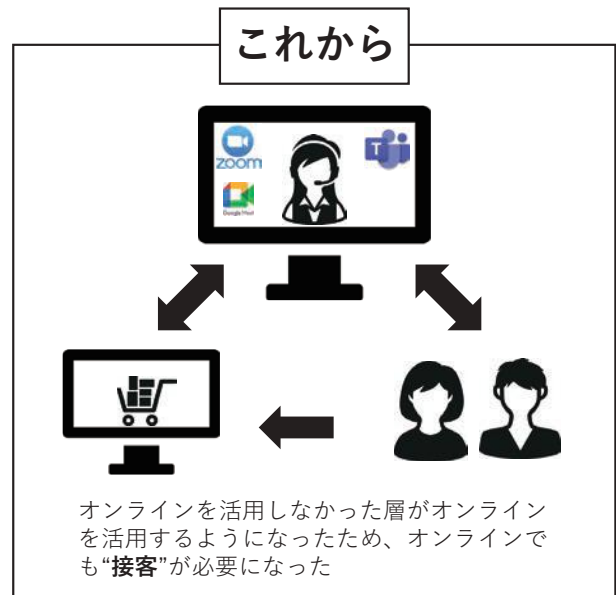 これから
zoom
T
Google Meet
オンラインを活用しなかった層がオンライン
を活用するようになったため、オンラインで
も“接客”が必要になった